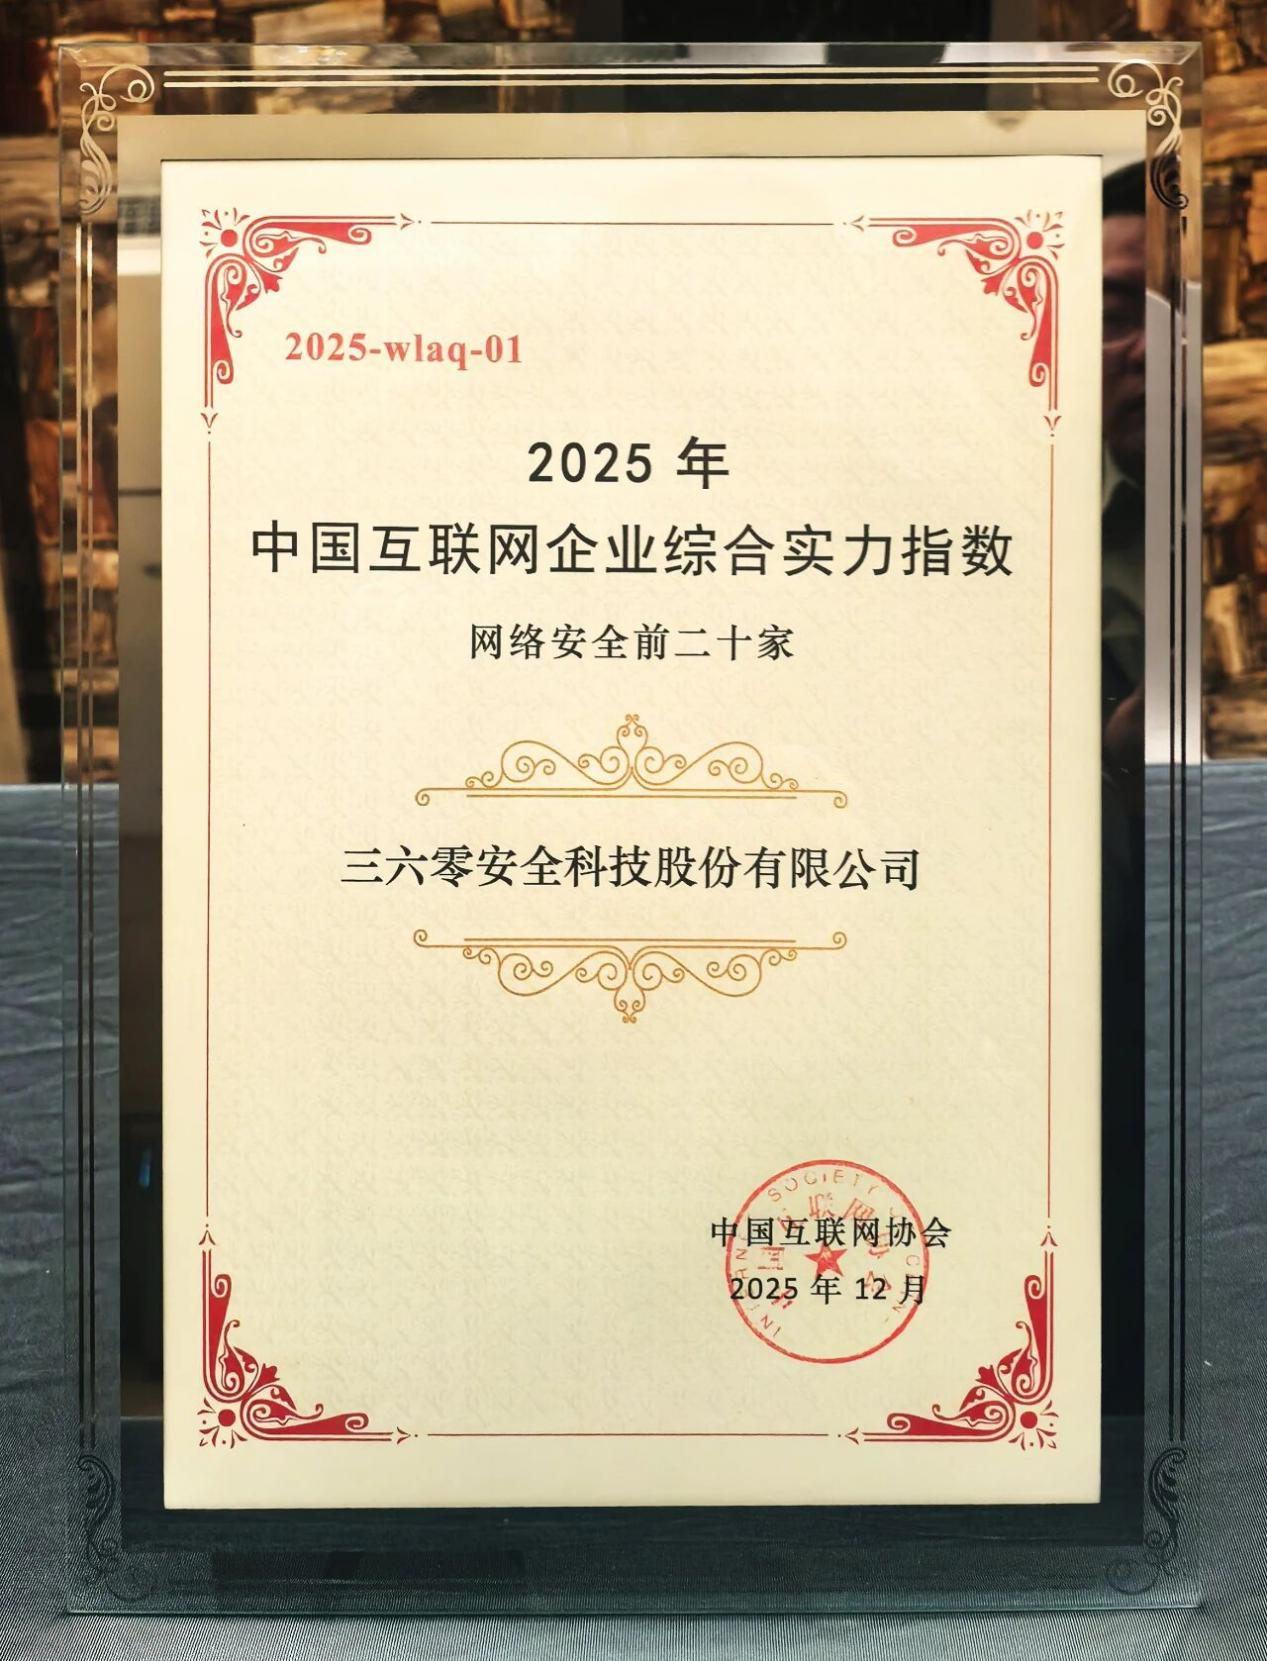 2025-wlaq-01
2025 年
中国互联网企业综合实力指数
网络安全前二十家
三六零安全科技股份有限公司
中国互联网协会
2025 年 12 月